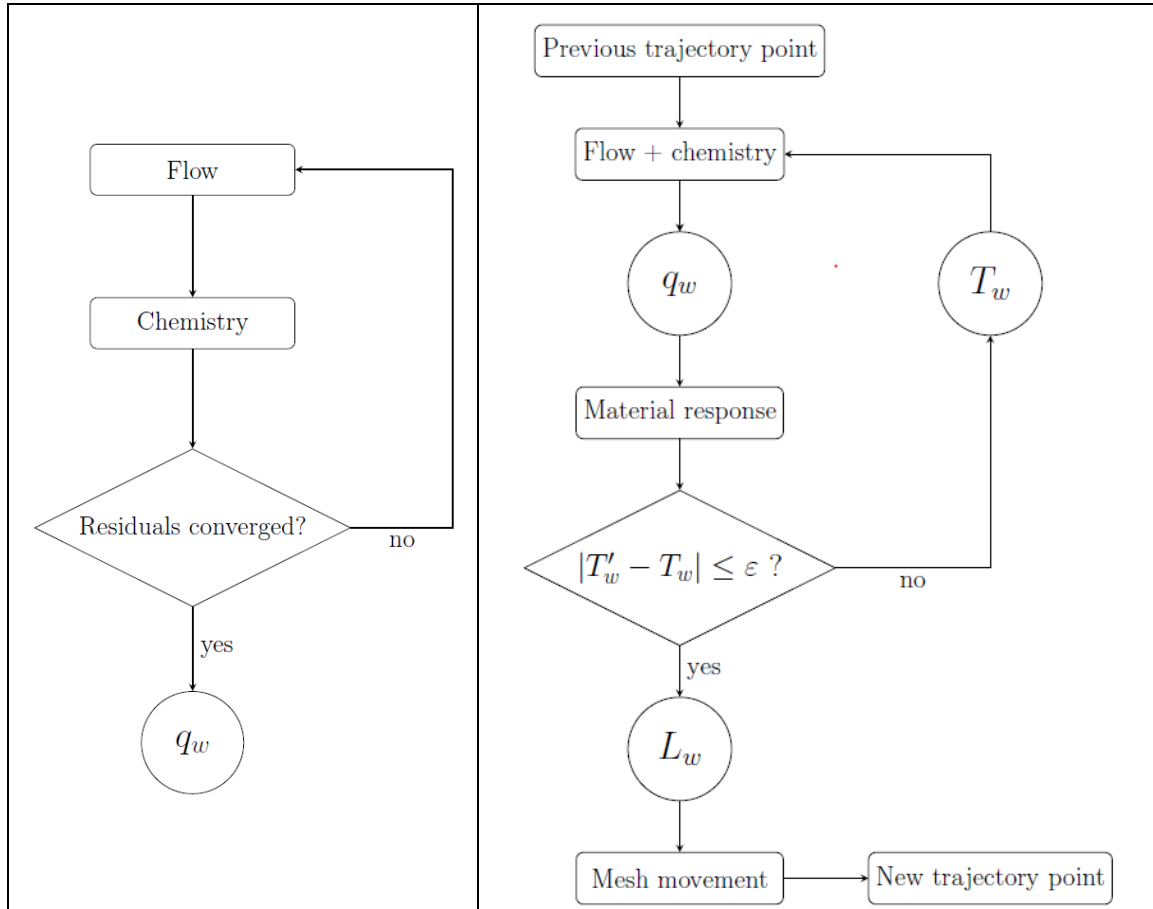 Flow
Chemistry
Residuals converged?
no
yes
q_w
Previous trajectory point
Flow + chemistry
q_w
T_w
Material response
|T'_w − T_w| ≤ ε ?
no
yes
L_w
Mesh movement
New trajectory point